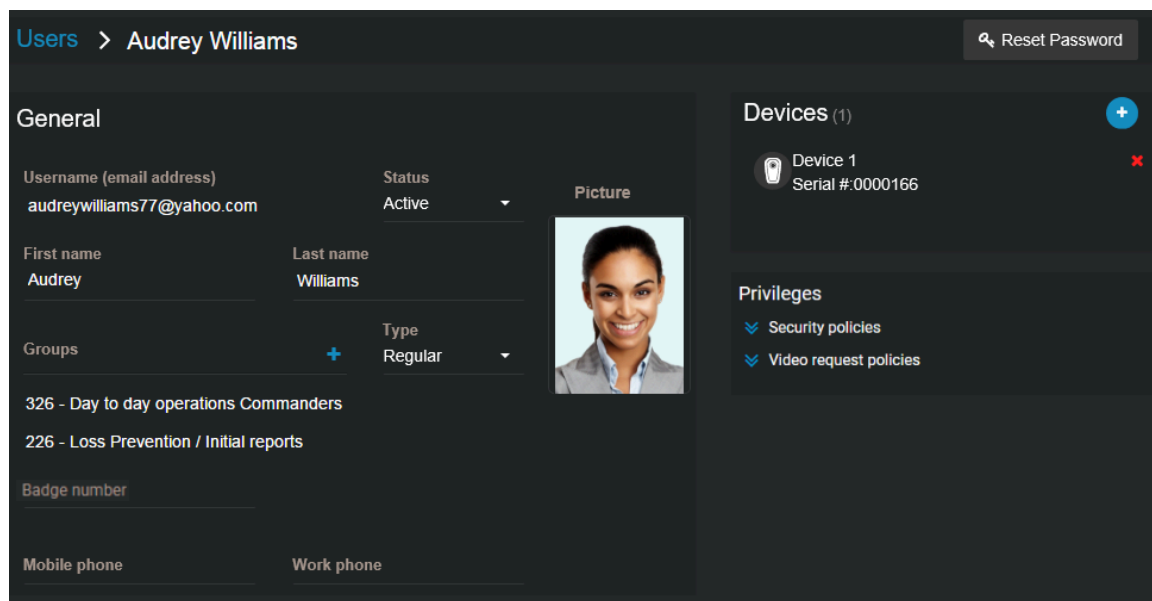 Users > Audrey Williams
Reset Password
General
Username (email address)
audreywilliams77@yahoo.com
Status
Active
Picture
First name
Audrey
Last name
Williams
Groups
Type
Regular
326 - Day to day operations Commanders
226 - Loss Prevention / Initial reports
Badge number
Mobile phone
Work phone
Devices (1)
Device 1
Serial #:0000166
Privileges
Security policies
Video request policies